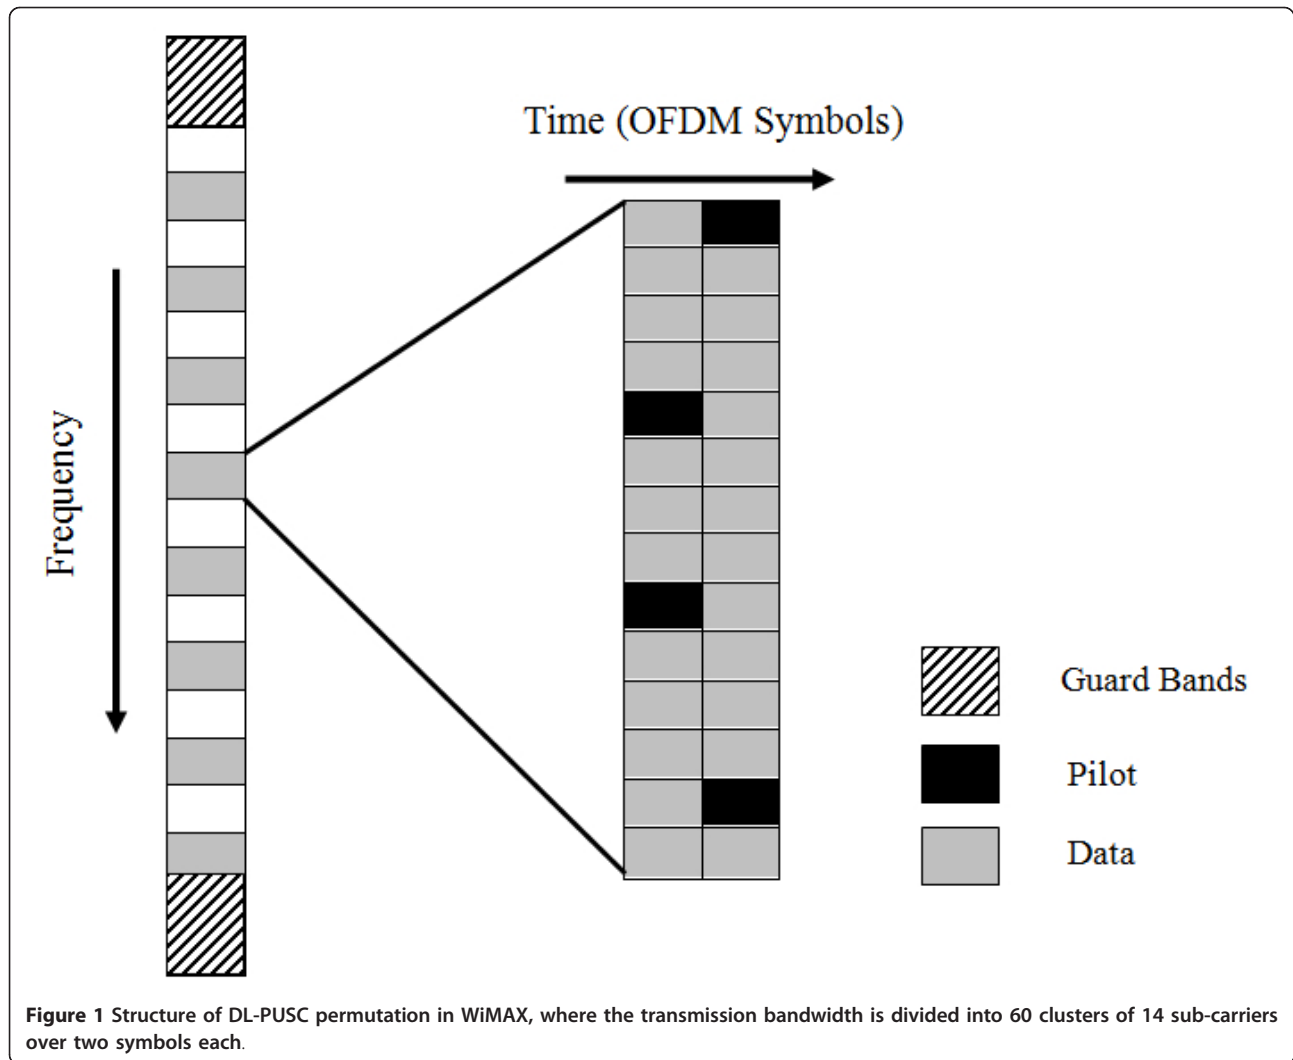 Time (OFDM Symbols)
Frequency
Guard Bands
Pilot
Data
Figure 1 Structure of DL-PUSC permutation in WiMAX, where the transmission bandwidth is divided into 60 clusters of 14 sub-carriers
over two symbols each.